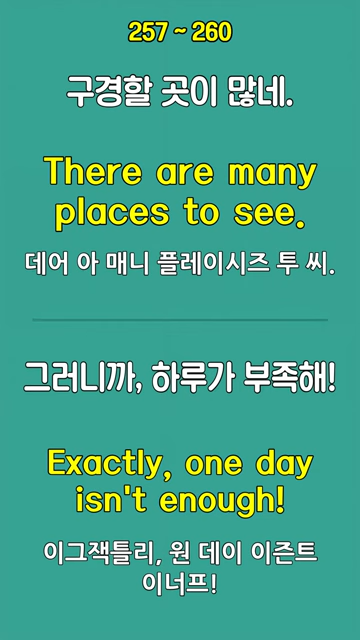 257 ~ 260
구경할 곳이 많네.
There are many
places to see.
데어 아 매니 플레이시즈 투 씨.
그러니까, 하루가 부족해!
Exactly, one day
isn't enough!
이그잭틀리, 원 데이 이즌트
이너프!